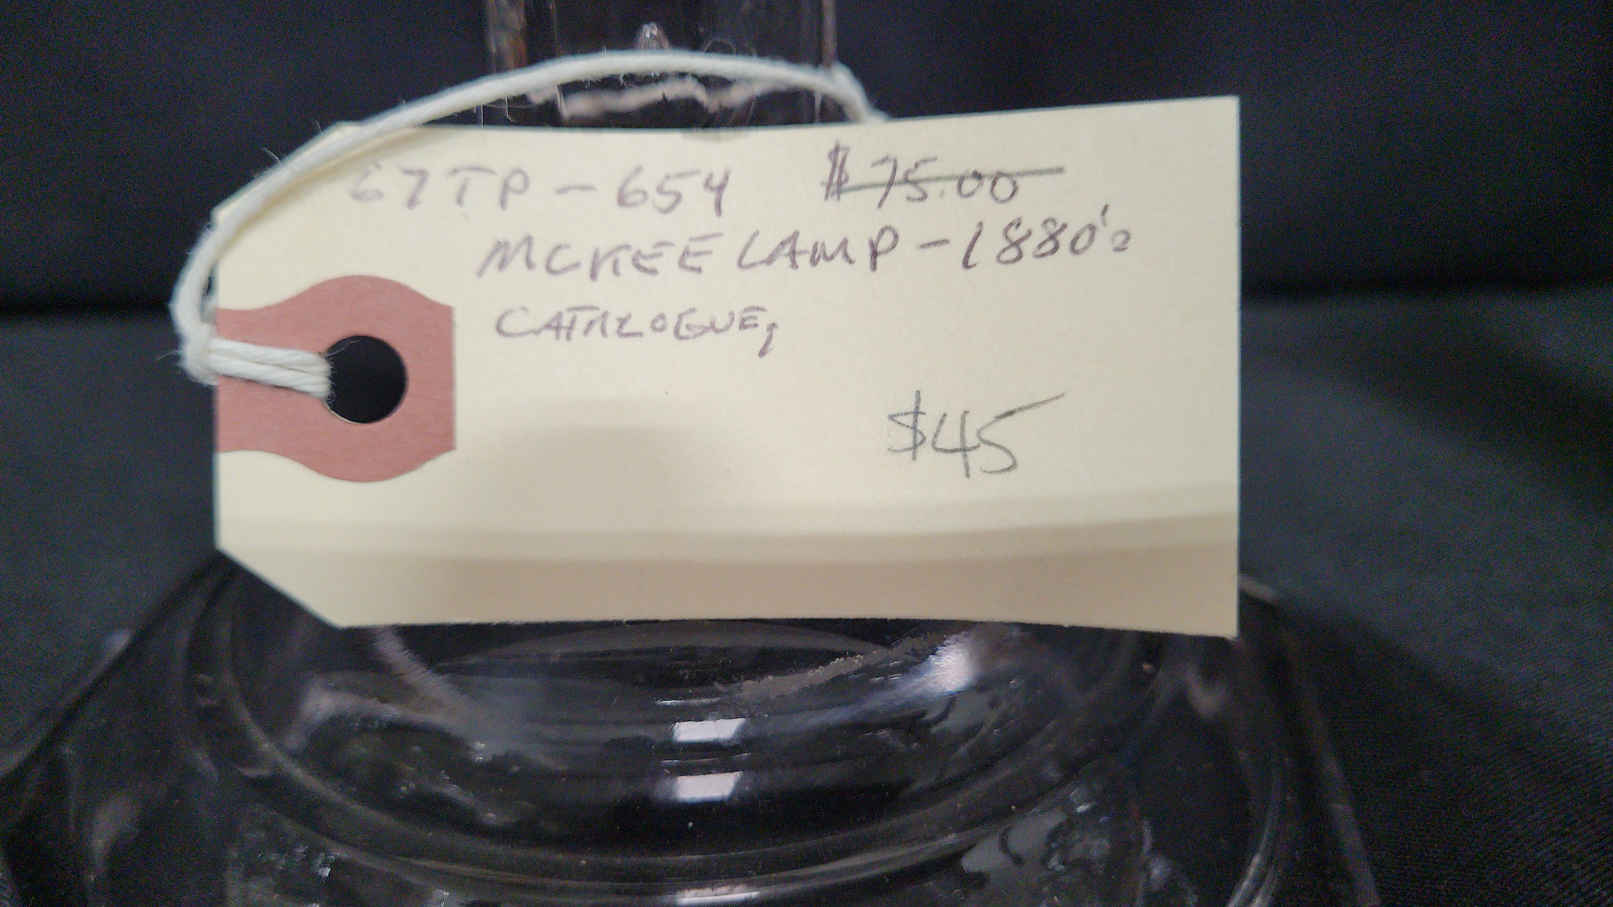 67TP-654 $75.00
MCKEE LAMP-1880's
CATALOGUE,
$45